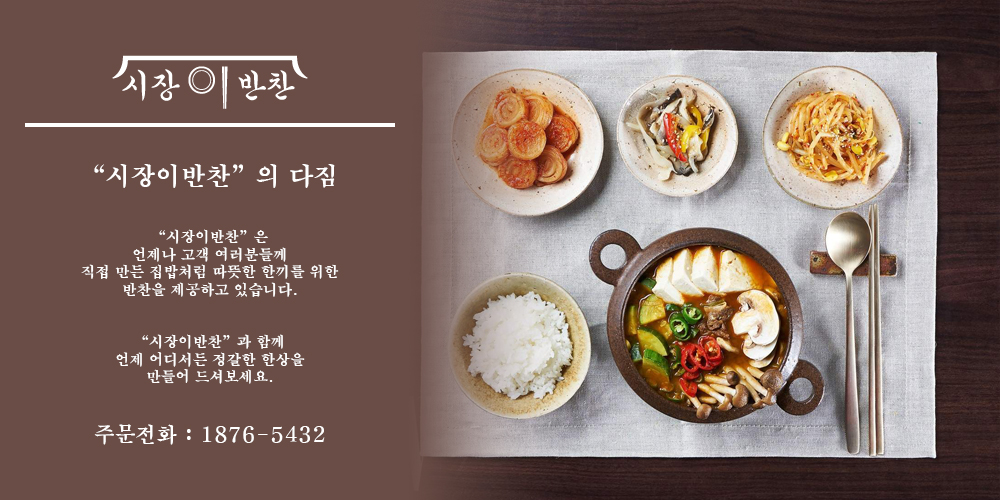 시장이반찬
“시장이반찬” 의 다짐
“시장이반찬” 은
언제나 고객 여러분들께
직접 만든 집밥처럼 따뜻한 한끼를 위한
반찬을 제공하고 있습니다.
“시장이반찬” 과 함께
언제 어디서든 정갈한 한상을
만들어 드셔보세요.
주문전화 : 1876-5432